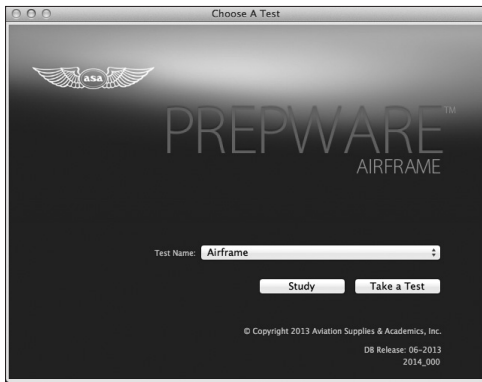 Choose A Test
asa
PREPWARE™
AIRFRAME
Test Name: Airframe
Study Take a Test
© Copyright 2013 Aviation Supplies & Academics, Inc.
DB Release: 06-2013
2014_000